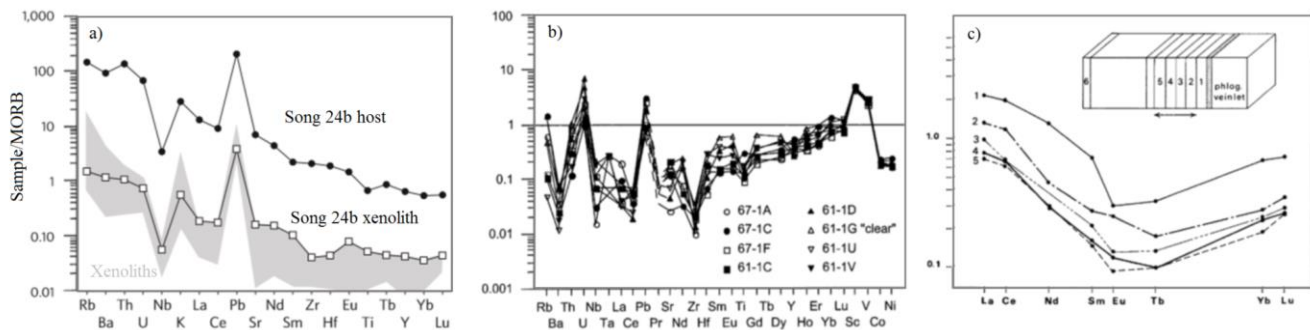 a)
Sample/MORB
1,000
100
10
1
0.10
0.01
Song 24b host
Song 24b xenolith
Xenoliths
Rb Th Nb La Pb Nd Zr Eu Tb Yb
Ba U K Ce Sr Sm Hf Ti Y Lu
b)
100
10
1
0.1
0.01
0.001
67-1A
67-1C
67-1F
61-1C
61-1D
61-1G "clear"
61-1U
61-1V
Rb Th Nb La Pb Sr Zr Sm Ti Tb Y Er Lu V Ni
Ba U Ta Ce Pr Nd Hf Eu Gd Dy Ho Yb Sc Co
c)
6 5 4 3 2 1 phlog. veinlet
1.0
0.1
1
2
3
4
5
La Ce Nd Sm Eu Tb Yb Lu